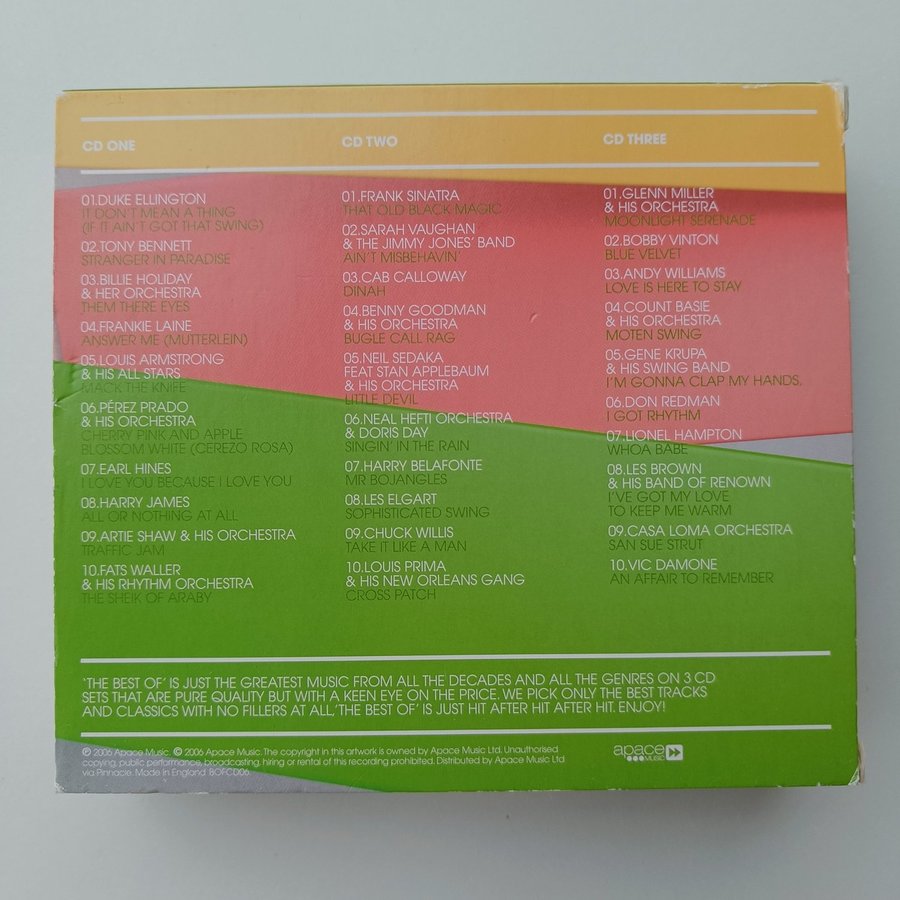 CD ONE
01.DUKE ELLINGTON
IT DON'T MEAN A THING
(IF IT AIN'T GOT THAT SWING)
02.TONY BENNETT
STRANGER IN PARADISE
03.BILLIE HOLIDAY
& HER ORCHESTRA
THEM THERE EYES
04.FRANKIE LAINE
ANSWER ME (MUTTERLEIN)
05.LOUIS ARMSTRONG
& HIS ALL STARS
MACK THE KNIFE
06.PÉREZ PRADO
& HIS ORCHESTRA
CHERRY PINK AND APPLE
BLOSSOM WHITE (CEREZO ROSA)
07.EARL HINES
I LOVE YOU BECAUSE I LOVE YOU
08.HARRY JAMES
ALL OR NOTHING AT ALL
09.ARTIE SHAW & HIS ORCHESTRA
TRAFFIC JAM
10.FATS WALLER
& HIS RHYTHM ORCHESTRA
THE SHEIK OF ARABY
CD TWO
01.FRANK SINATRA
THAT OLD BLACK MAGIC
02.SARAH VAUGHAN
& THE JIMMY JONES' BAND
AIN'T MISBEHAVIN'
03.CAB CALLOWAY
DINAH
04.BENNY GOODMAN
& HIS ORCHESTRA
BUGLE CALL RAG
05.NEIL SEDAKA
FEAT STAN APPLEBAUM
& HIS ORCHESTRA
LITTLE DEVIL
06.NEAL HEFTI ORCHESTRA
& DORIS DAY
SINGIN' IN THE RAIN
07.HARRY BELAFONTE
MR BOJANGLES
08.LES ELGART
SOPHISTICATED SWING
09.CHUCK WILLIS
TAKE IT LIKE A MAN
10.LOUIS PRIMA
& HIS NEW ORLEANS GANG
CROSS PATCH
CD THREE
01.GLENN MILLER
& HIS ORCHESTRA
MOONLIGHT SERENADE
02.BOBBY VINTON
BLUE VELVET
03.ANDY WILLIAMS
LOVE IS HERE TO STAY
04.COUNT BASIE
& HIS ORCHESTRA
MOTEN SWING
05.GENE KRUPA
& HIS SWING BAND
I'M GONNA CLAP MY HANDS.
06.DON REDMAN
I GOT RHYTHM
07.LIONEL HAMPTON
WHOA BABE
08.LES BROWN
& HIS BAND OF RENOWN
I'VE GOT MY LOVE
TO KEEP ME WARM
09.CASA LOMA ORCHESTRA
SAN SUE STRUT
10.VIC DAMONE
AN AFFAIR TO REMEMBER
'THE BEST OF' IS JUST THE GREATEST MUSIC FROM ALL THE DECADES AND ALL THE GENRES ON 3 CD
SETS THAT ARE PURE QUALITY BUT WITH A KEEN EYE ON THE PRICE. WE PICK ONLY THE BEST TRACKS
AND CLASSICS WITH NO FILLERS AT ALL,'THE BEST OF' IS JUST HIT AFTER HIT AFTER HIT. ENJOY!
℗ 2006 Apace Music. © 2006 Apace Music. The copyright in this artwork is owned by Apace Music Ltd. Unauthorised
copying, public performance, broadcasting, hiring or rental of this recording prohibited. Distributed by Apace Music Ltd
via Pinnacle. Made in England BOFCD06
apace
MUSIC